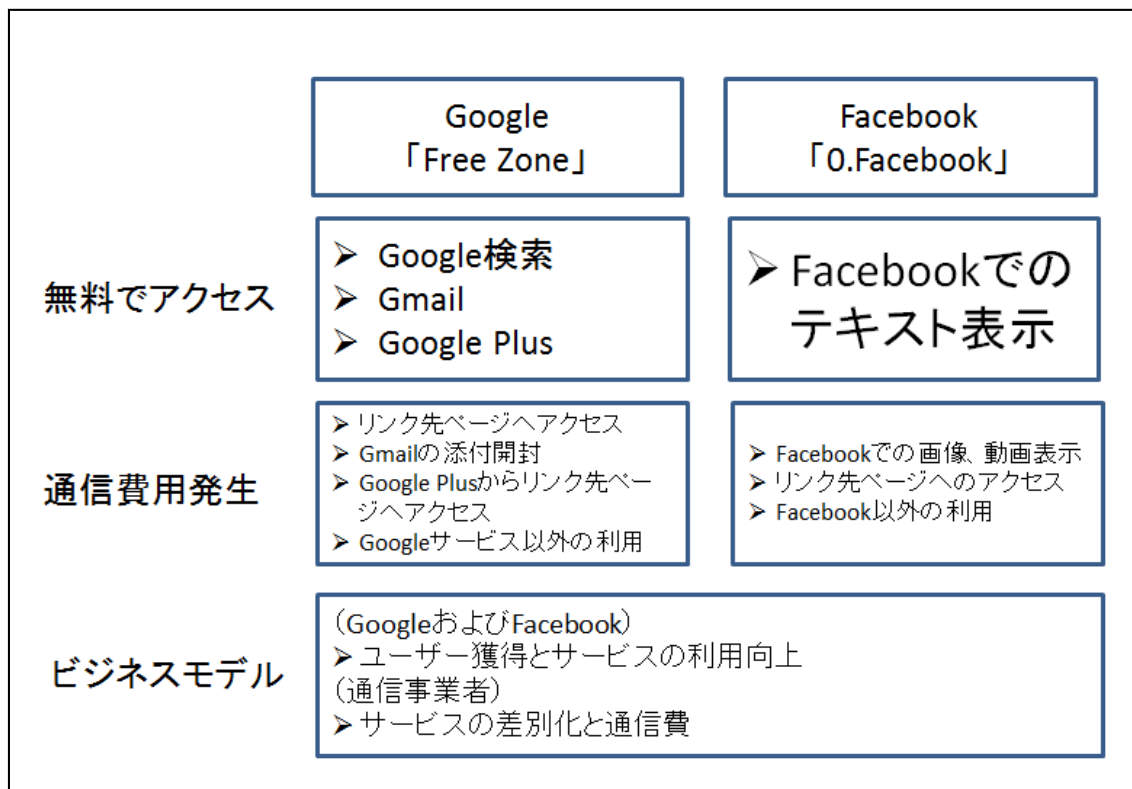 Google
「Free Zone」
Facebook
「0.Facebook」
無料でアクセス
➢ Google検索
➢ Gmail
➢ Google Plus
➢ Facebookでの
テキスト表示
通信費用発生
➢ リンク先ページへアクセス
➢ Gmailの添付開封
➢ Google Plusからリンク先ペー
ジへアクセス
➢ Googleサービス以外の利用
➢ Facebookでの画像、動画表示
➢ リンク先ページへのアクセス
➢ Facebook以外の利用
ビジネスモデル
(GoogleおよびFacebook)
➢ ユーザー獲得とサービスの利用向上
(通信事業者)
➢ サービスの差別化と通信費